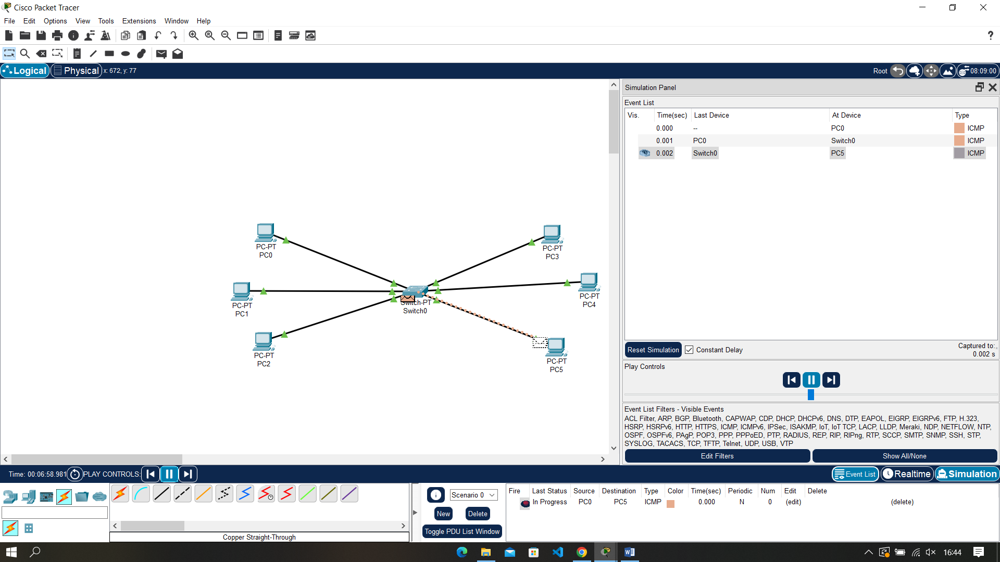 Cisco Packet Tracer
File Edit Options View Tools Extensions Window Help
?
Logical Physical x: 672, y: 77
Root 08:09:00
PC-PT
PC0
PC-PT
PC1
PC-PT
PC2
Switch-PT
Switch0
PC-PT
PC3
PC-PT
PC4
PC-PT
PC5
Simulation Panel
Event List
Vis. Time(sec) Last Device At Device Type
0.000 -- PC0 ICMP
0.001 PC0 Switch0 ICMP
0.002 Switch0 PC5 ICMP
Reset Simulation Constant Delay
Captured to:
0.002 s
Play Controls
Event List Filters - Visible Events
ACL Filter, ARP, BGP, Bluetooth, CAPWAP, CDP, DHCP, DHCPv6, DNS, DTP, EAPOL, EIGRP, EIGRPv6, FTP, H.323,
HSRP, HSRPv6, HTTP, HTTPS, ICMP, ICMPv6, IPSec, ISAKMP, IoT, IoT TCP, LACP, LLDP, Meraki, NDP, NETFLOW, NTP,
OSPF, OSPFv6, PAgP, POP3, PPP, PPPoED, PTP, RADIUS, REP, RIP, RIPng, RTP, SCCP, SMTP, SNMP, SSH, STP,
SYSLOG, TACACS, TCP, TFTP, Telnet, UDP, USB, VTP
Edit Filters Show All/None
Time: 00:06:58.981 PLAY CONTROLS:
Event List Realtime Simulation
Copper Straight-Through
Scenario 0
New Delete
Toggle PDU List Window
Fire Last Status Source Destination Type Color Time(sec) Periodic Num Edit Delete
In Progress PC0 PC5 ICMP 0.000 N 0 (edit) (delete)
16:44